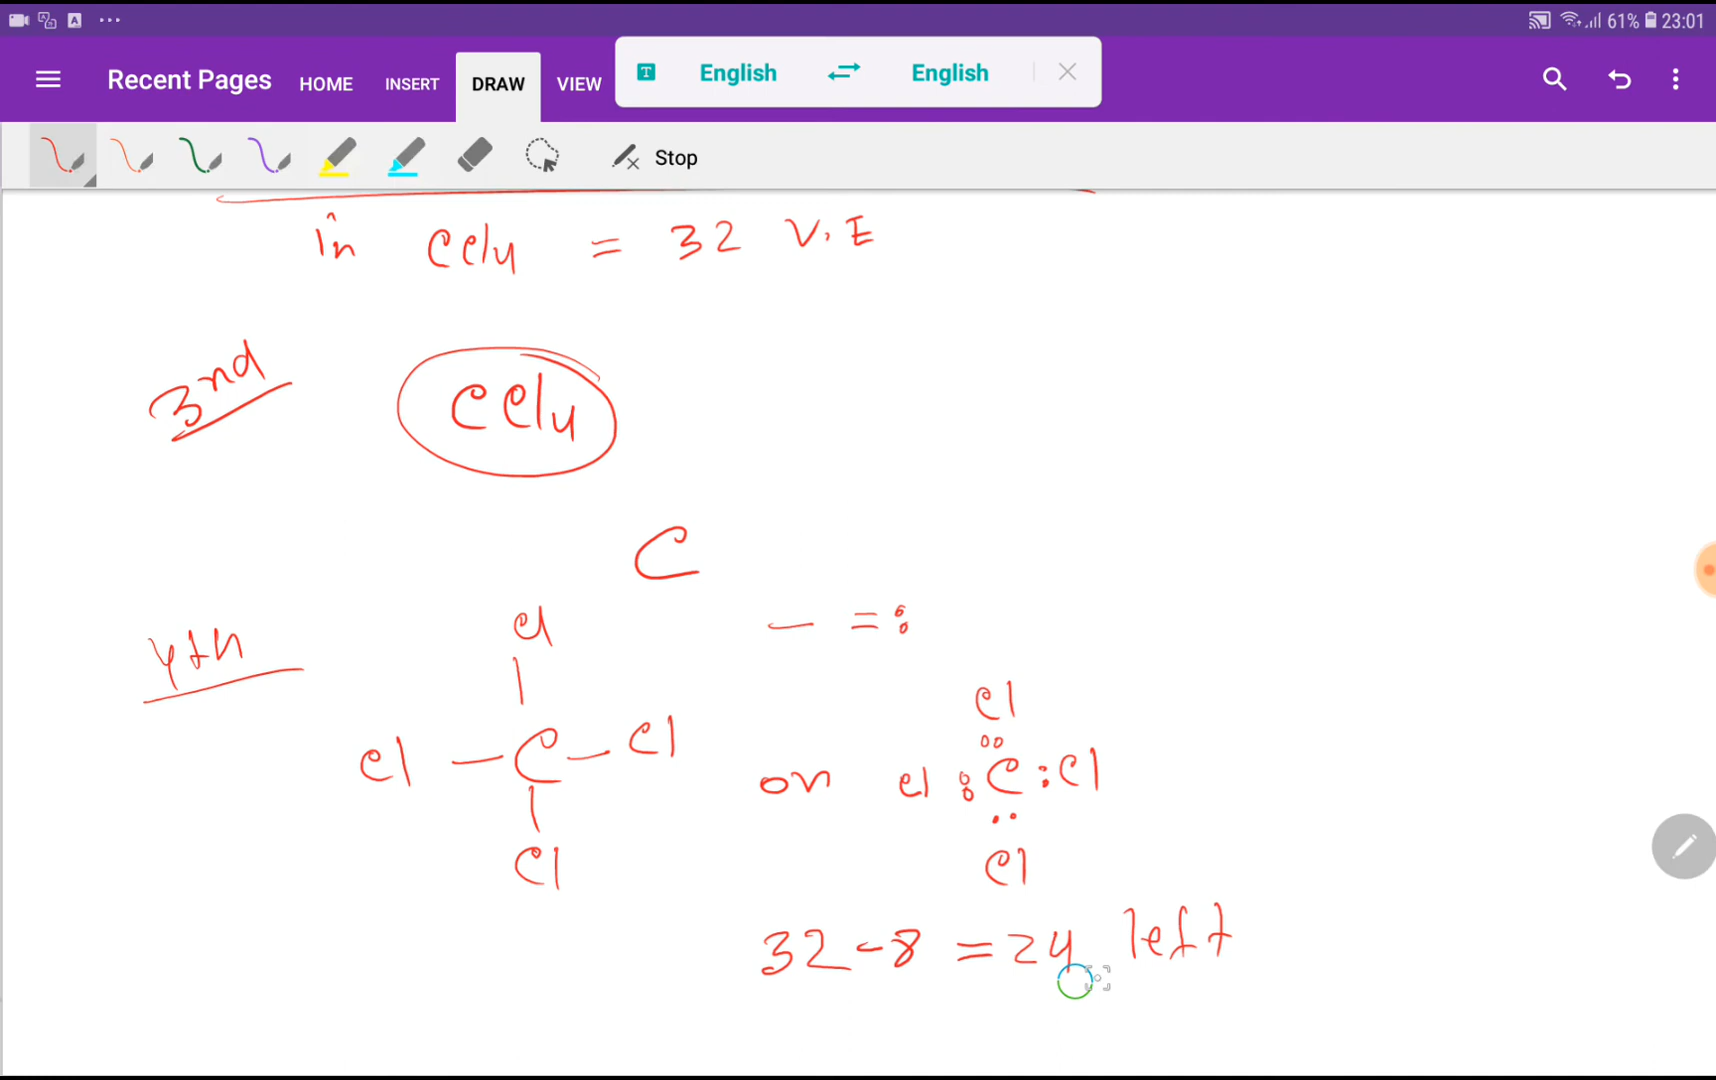 61% 23:01
Recent Pages HOME INSERT DRAW VIEW
English English
Stop
in CCl4 = 32 V.E
3nd CCl4
C
4th
Cl
— = :
Cl
Cl — C — Cl
or Cl : C : Cl
Cl
Cl
32 - 8 = 24 left